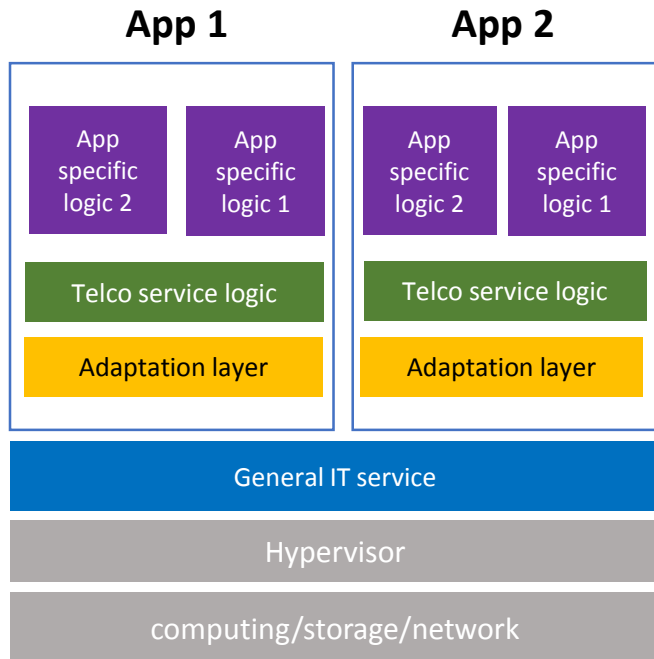 App 1
App 2
App
specific
logic 2
App
specific
logic 1
App
specific
logic 2
App
specific
logic 1
Telco service logic
Telco service logic
Adaptation layer
Adaptation layer
General IT service
Hypervisor
computing/storage/network